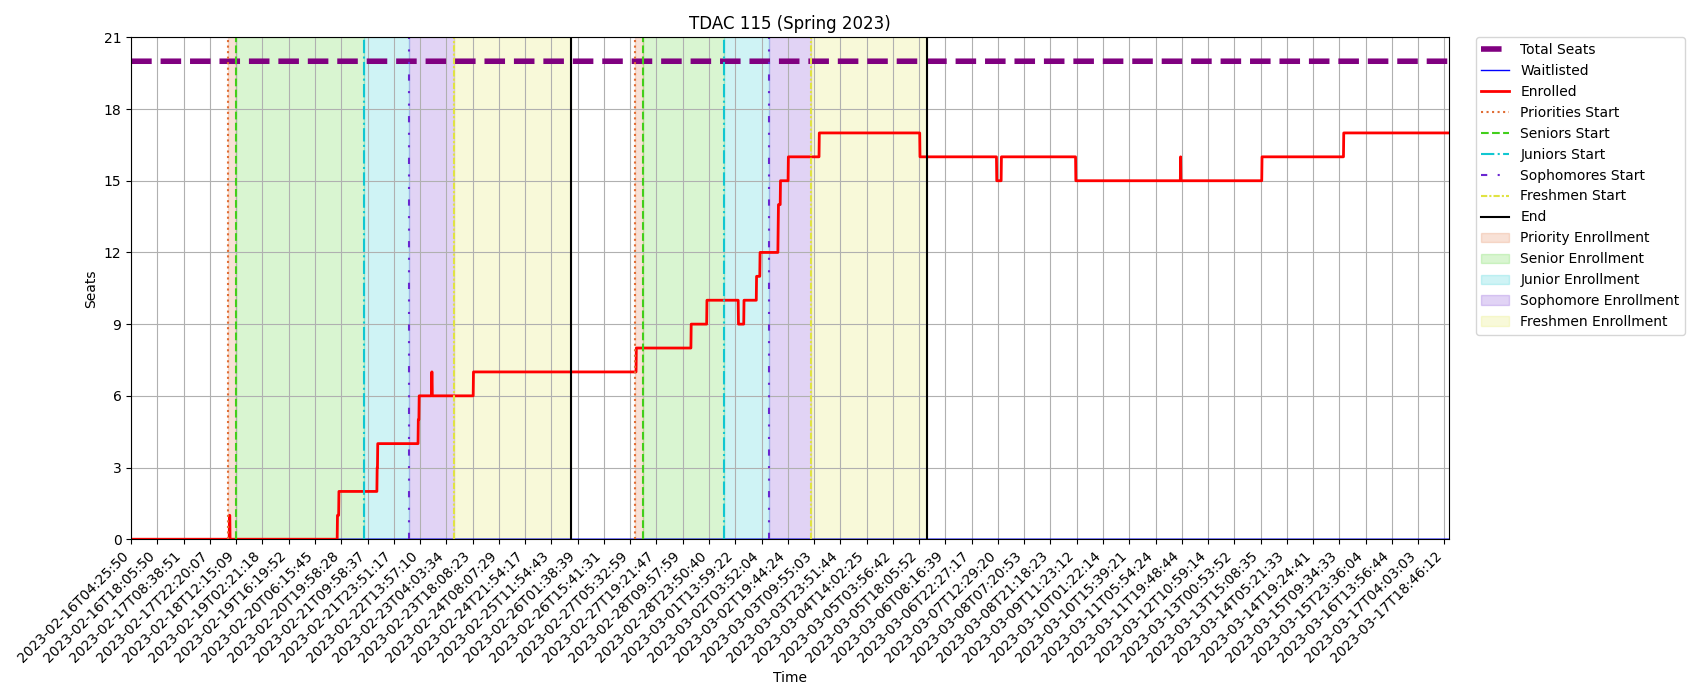 TDAC 115 (Spring 2023)
21
18
15
12
9
6
3
0
Seats
2023-02-16T04:25:50
2023-02-16T18:05:50
2023-02-17T08:38:51
2023-02-17T22:20:07
2023-02-18T12:15:09
2023-02-19T02:21:18
2023-02-19T16:19:52
2023-02-20T06:15:45
2023-02-20T19:58:28
2023-02-21T09:58:37
2023-02-21T23:51:17
2023-02-22T13:57:10
2023-02-23T04:03:34
2023-02-23T18:08:23
2023-02-24T08:07:29
2023-02-24T21:54:17
2023-02-25T11:54:43
2023-02-26T01:38:39
2023-02-26T15:41:31
2023-02-27T05:32:59
2023-02-27T19:21:47
2023-02-28T09:57:59
2023-02-28T23:50:40
2023-03-01T13:59:22
2023-03-02T03:52:04
2023-03-02T19:44:24
2023-03-03T09:55:03
2023-03-03T23:51:44
2023-03-04T14:02:25
2023-03-05T03:56:42
2023-03-05T18:05:52
2023-03-06T08:16:39
2023-03-06T22:27:17
2023-03-07T12:29:20
2023-03-08T07:20:53
2023-03-08T21:18:23
2023-03-09T11:23:12
2023-03-10T01:22:14
2023-03-10T15:39:21
2023-03-11T05:54:24
2023-03-11T19:48:44
2023-03-12T10:59:14
2023-03-13T00:53:52
2023-03-13T15:08:35
2023-03-14T05:21:33
2023-03-14T19:24:41
2023-03-15T09:34:33
2023-03-15T23:36:04
2023-03-16T13:56:44
2023-03-17T04:03:03
2023-03-17T18:46:12
Time
Total Seats
Waitlisted
Enrolled
Priorities Start
Seniors Start
Juniors Start
Sophomores Start
Freshmen Start
End
Priority Enrollment
Senior Enrollment
Junior Enrollment
Sophomore Enrollment
Freshmen Enrollment